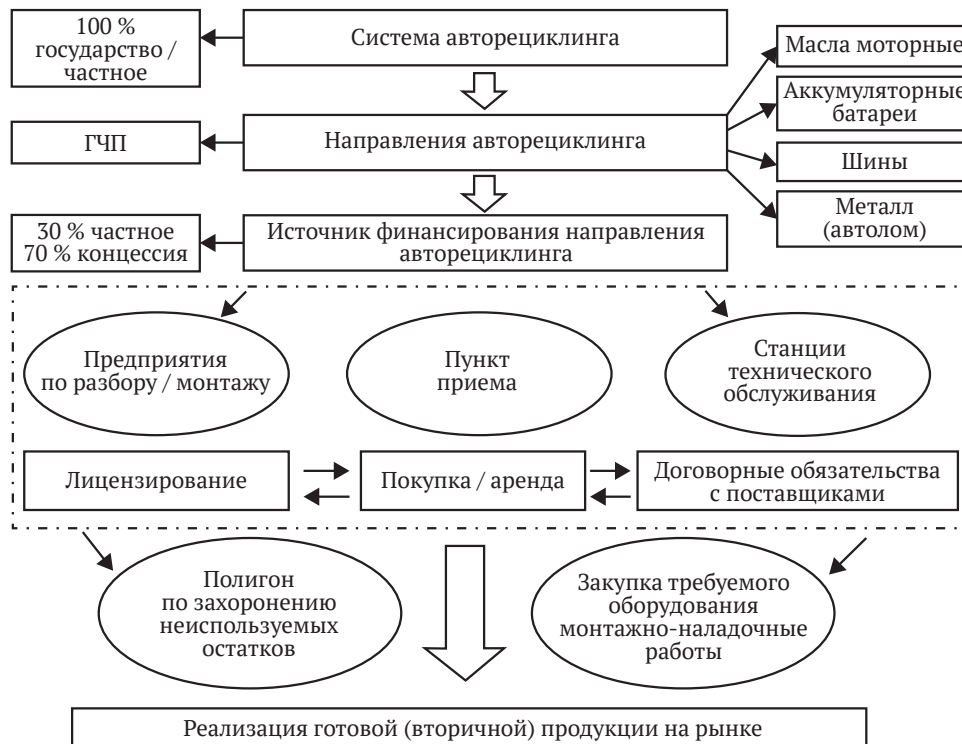 100 %
государство /
частное
Система авторециклинга
Масла моторные
Аккумуляторные
батареи
ГЧП
Направления авторециклинга
Шины
Металл
(автолом)
30 % частное
70 % концессия
Источник финансирования направления
авторециклинга
Предприятия
по разбору / монтажу
Пункт
приема
Станции
технического
обслуживания
Лицензирование
Покупка / аренда
Договорные обязательства
с поставщиками
Полигон
по захоронению
неиспользуемых
остатков
Закупка требуемого
оборудования
монтажно-наладочные
работы
Реализация готовой (вторичной) продукции на рынке